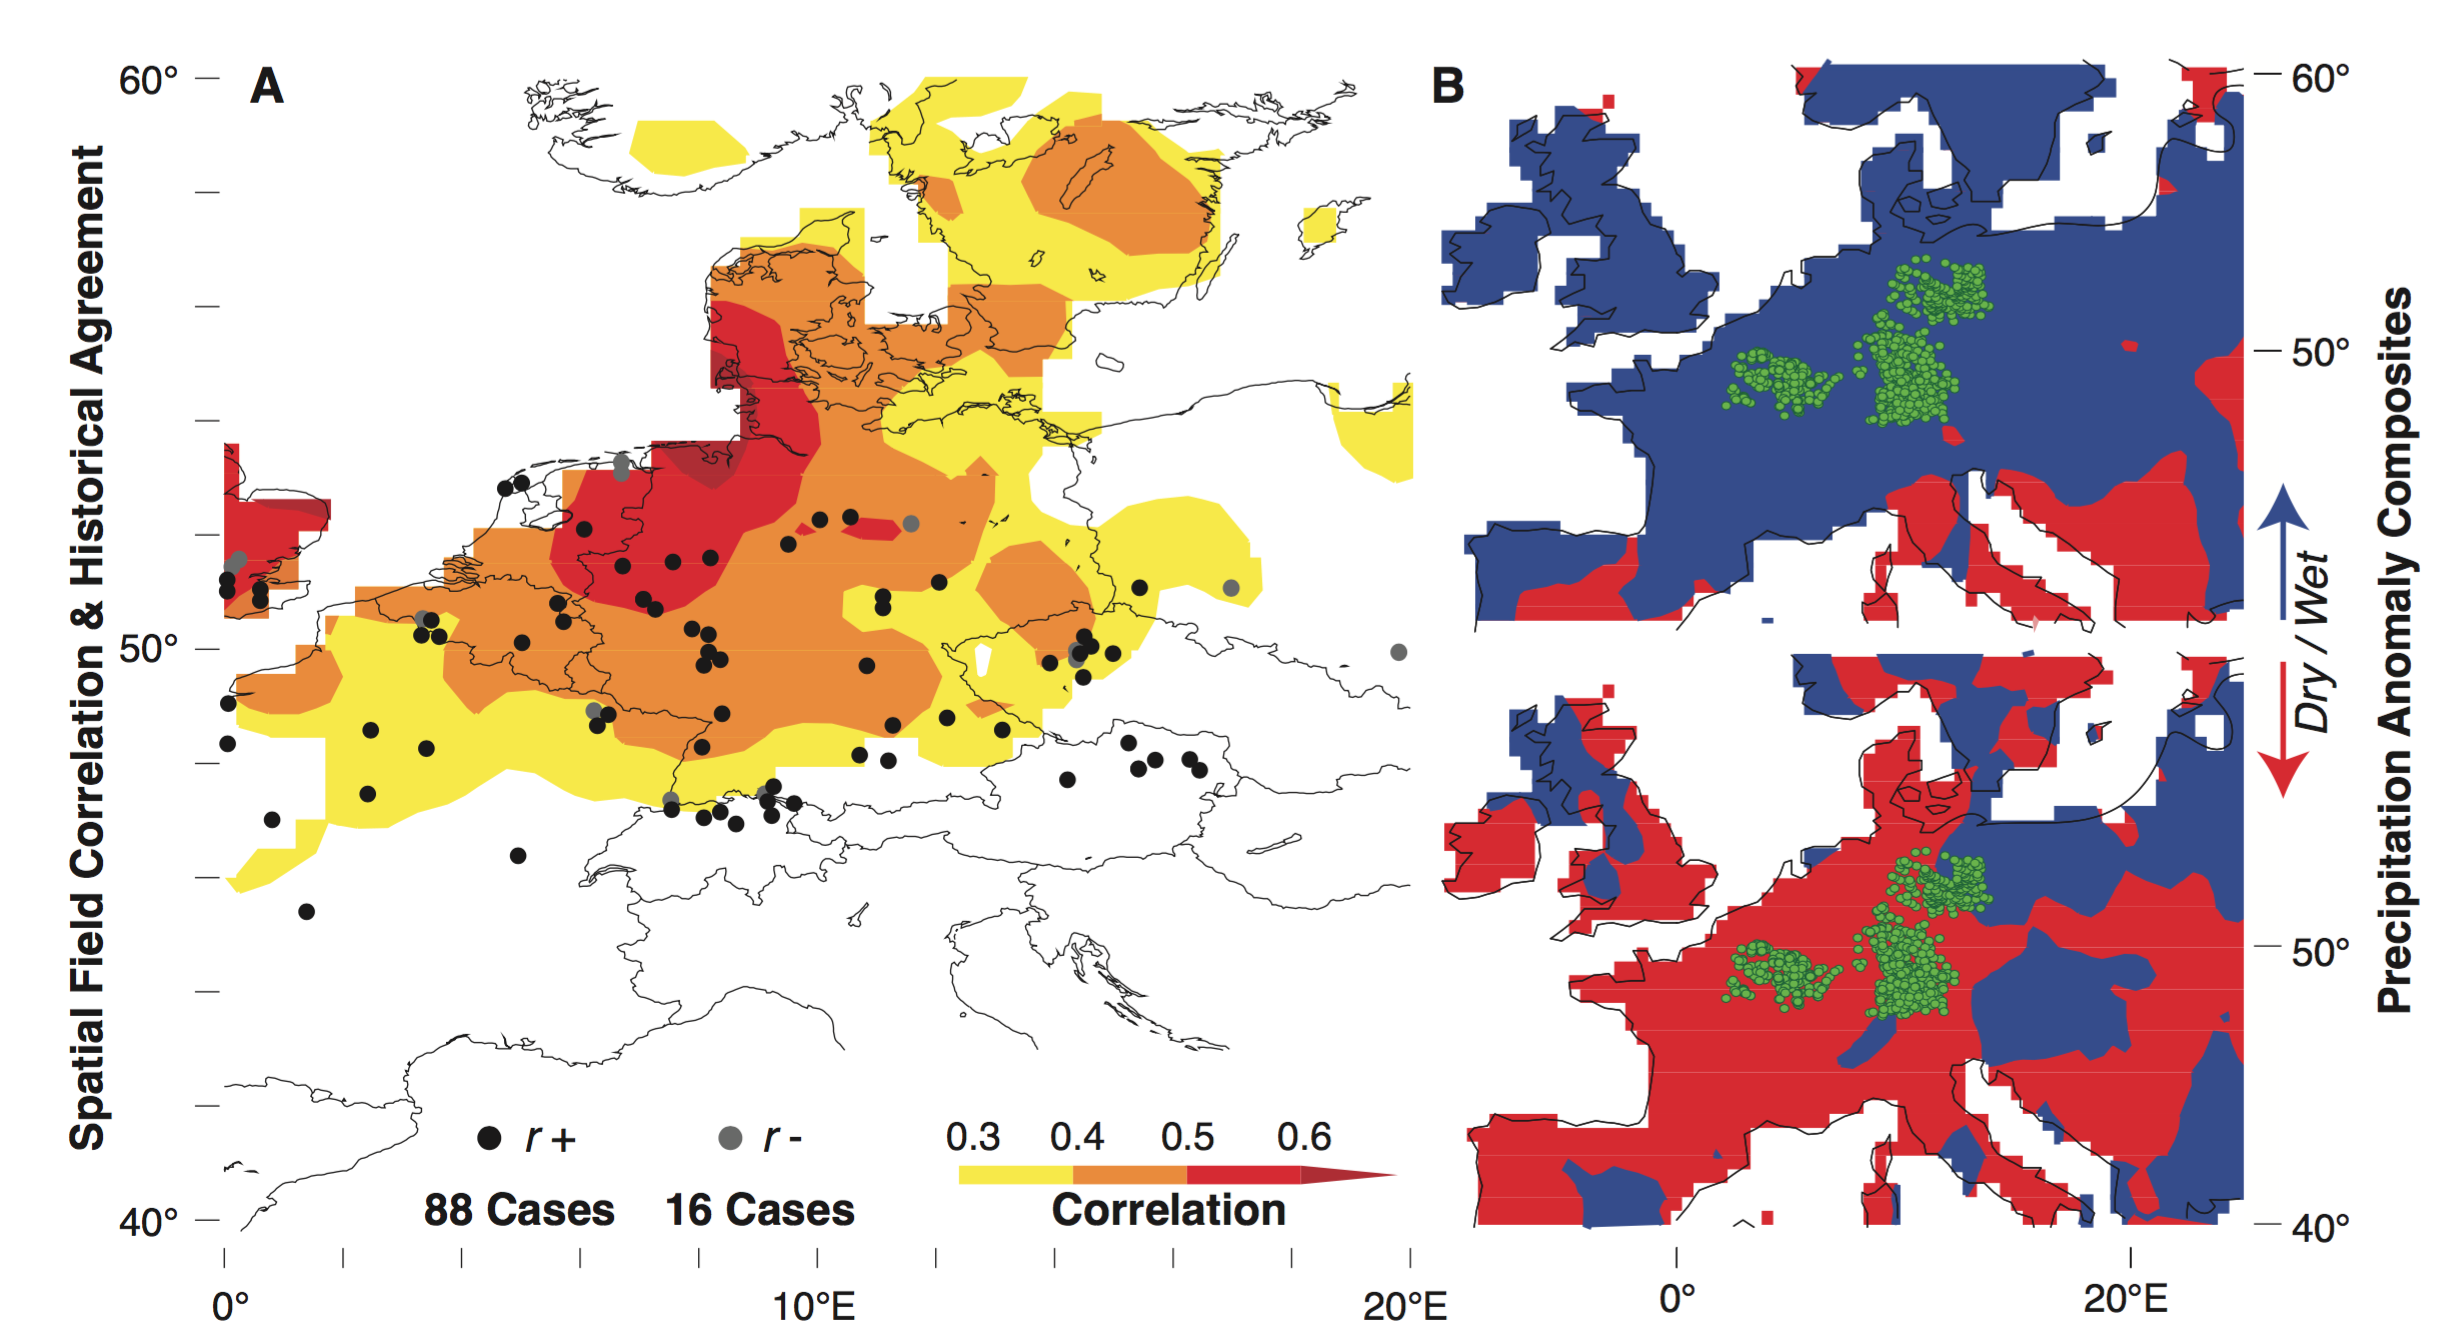 Spatial Field Correlation & Historical Agreement
A
60°
50°
40°
0°
10°E
20°E
r +
r -
88 Cases
16 Cases
0.3 0.4 0.5 0.6
Correlation
B
60°
50°
50°
40°
0°
20°E
Dry / Wet
Precipitation Anomaly Composites